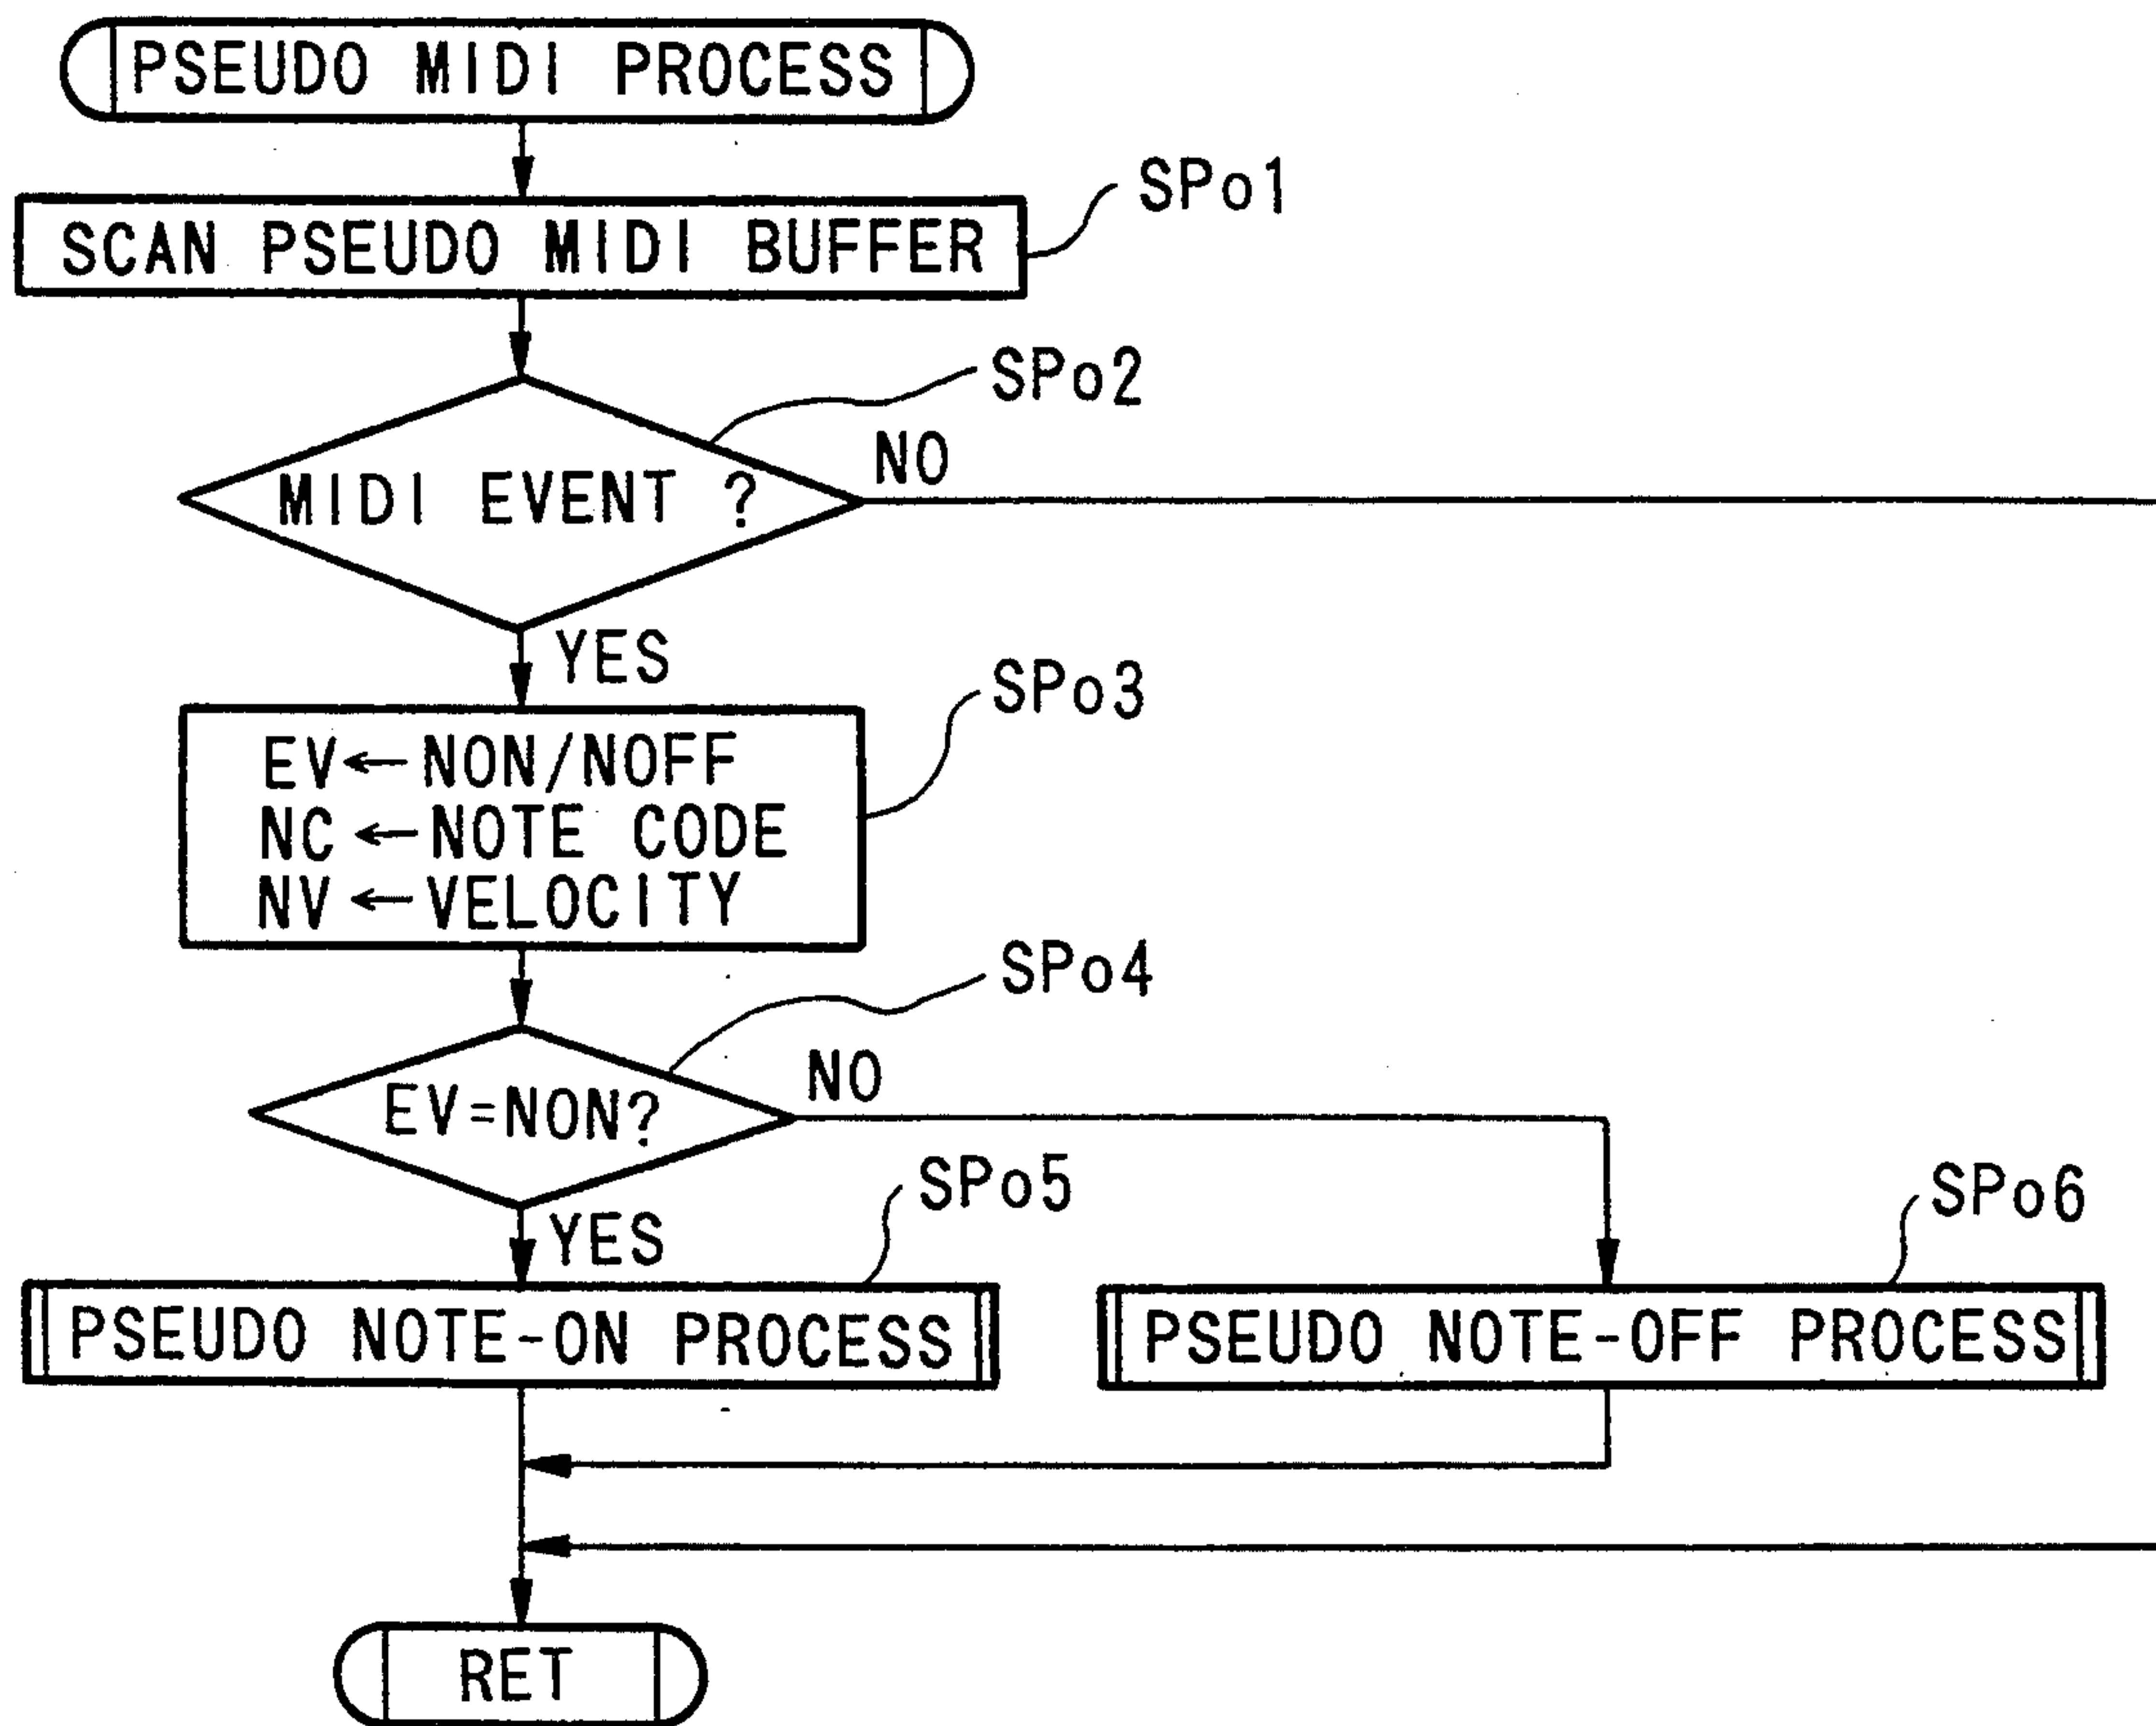 PSEUDO MIDI PROCESS
SPo1
SCAN PSEUDO MIDI BUFFER
SPo2
NO
MIDI EVENT ?
YES
SPo3
EV←NON/NOFF
NC←NOTE CODE
NV←VELOCITY
SPo4
NO
EV=NON?
SPo5
SPo6
YES
PSEUDO NOTE-ON PROCESS
PSEUDO NOTE-OFF PROCESS
RET